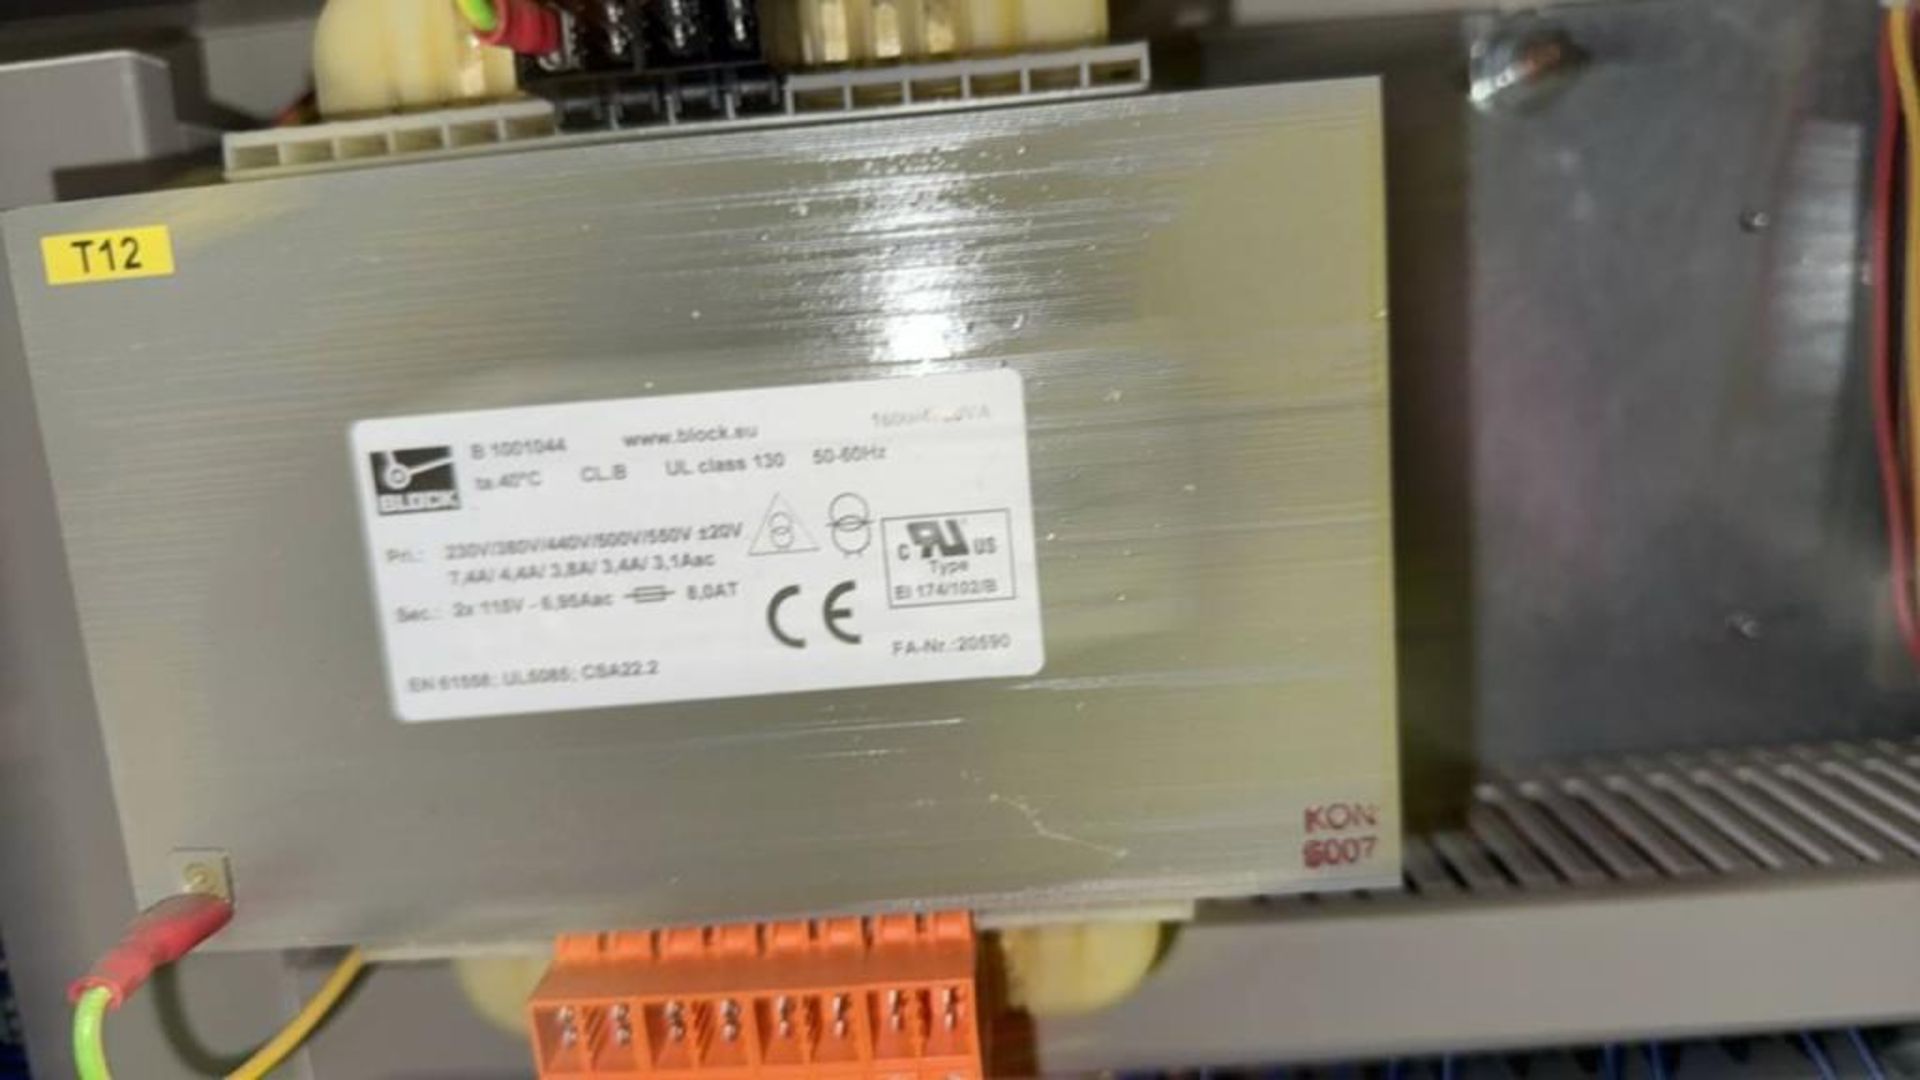 T12
B 1001044 www.block.eu
ta 40°C CL.B UL class 130 50-60Hz
BLOCK
Pri.: 230V/380V/440V/500V/550V ±20V
7,4A/ 4,4A/ 3,8A/ 3,4A/ 3,1Aac
Sec.: 2x 115V - 6,95Aac 8,0AT
C RU US
Type
EI 174/102/B
CE
FA-Nr.:20590
EN 61558; UL5085; CSA22.2
KON
6007